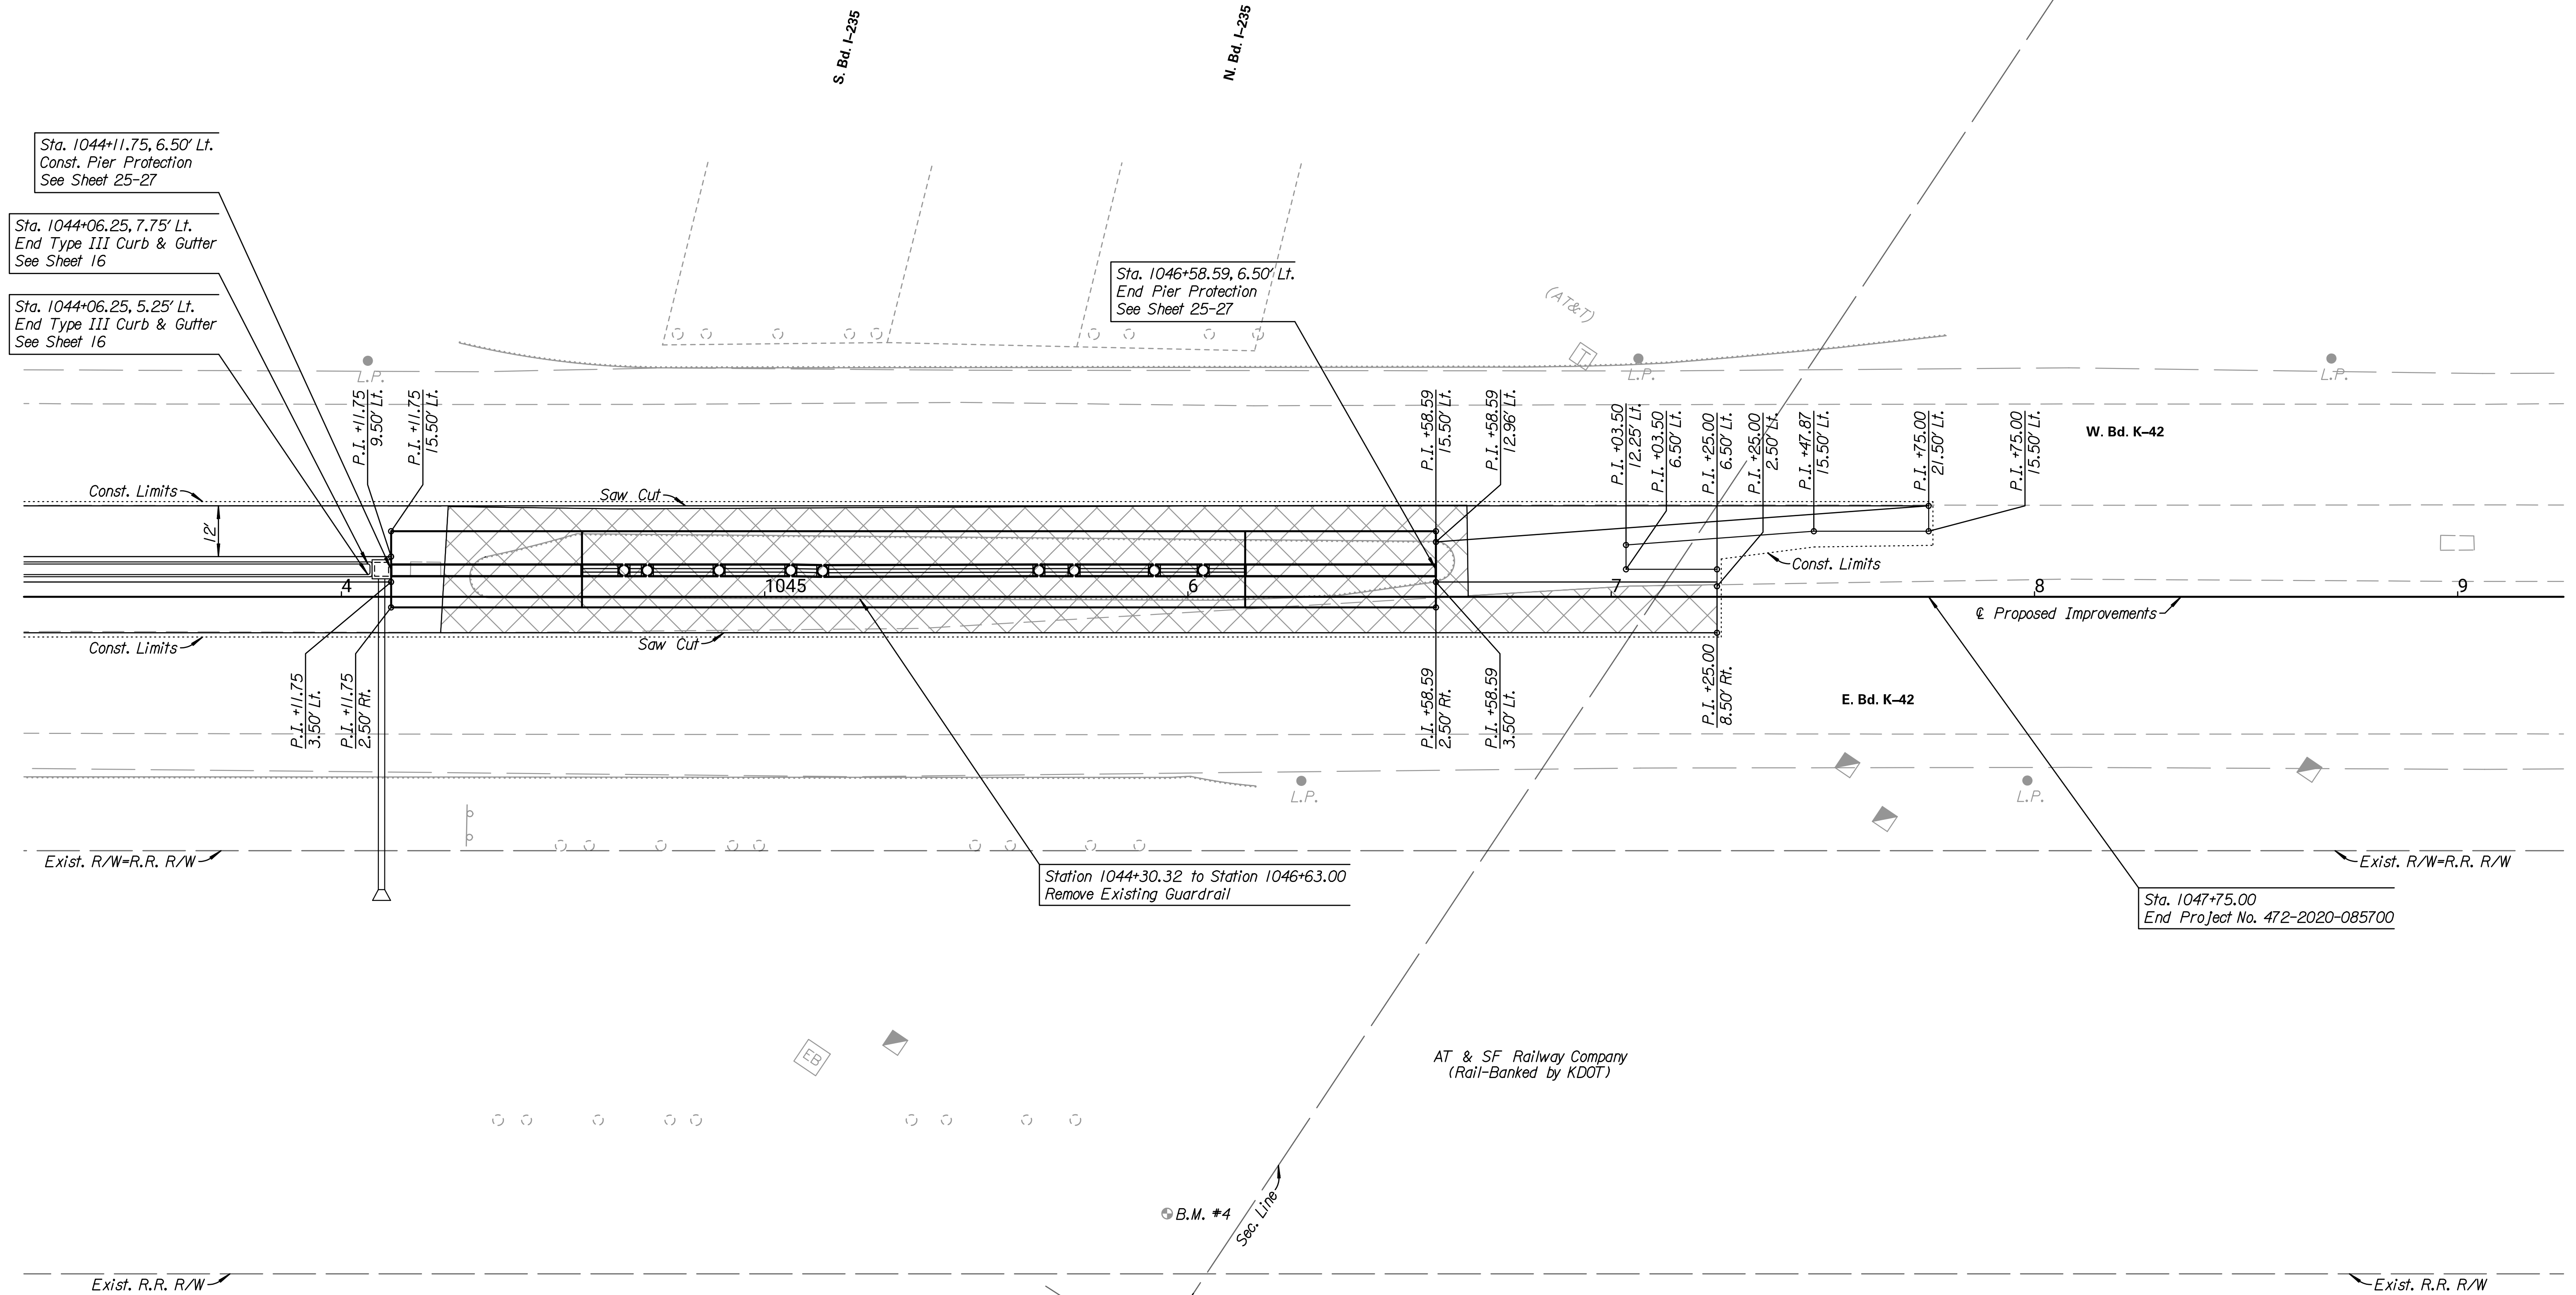 S. Bd. I-235
N. Bd. I-235
Sta. 1044+11.75, 6.50' Lt.
Const. Pier Protection
See Sheet 25-27
Sta. 1044+06.25, 7.75' Lt.
End Type III Curb & Gutter
See Sheet 16
Sta. 1044+06.25, 5.25' Lt.
End Type III Curb & Gutter
See Sheet 16
Sta. 1046+58.59, 6.50' Lt.
End Pier Protection
See Sheet 25-27
(AT&T)
T
L.P.
L.P.
L.P.
P.I. +11.75
9.50' Lt.
P.I. +11.75
15.50' Lt.
P.I. +58.59
15.50' Lt.
P.I. +58.59
12.96' Lt.
P.I. +03.50
12.25' Lt.
P.I. +03.50
6.50' Lt.
P.I. +25.00
6.50' Lt.
P.I. +25.00
2.50' Lt.
P.I. +47.87
15.50' Lt.
P.I. +75.00
21.50' Lt.
P.I. +75.00
15.50' Lt.
W. Bd. K-42
Const. Limits
Saw Cut
12'
Const. Limits
4
1045
6
7
8
9
℄ Proposed Improvements
Const. Limits
Saw Cut
P.I. +11.75
3.50' Lt.
P.I. +11.75
2.50' Rt.
P.I. +58.59
2.50' Rt.
P.I. +58.59
3.50' Lt.
P.I. +25.00
8.50' Rt.
E. Bd. K-42
L.P.
L.P.
Exist. R/W=R.R. R/W
Exist. R/W=R.R. R/W
Station 1044+30.32 to Station 1046+63.00
Remove Existing Guardrail
Sta. 1047+75.00
End Project No. 472-2020-085700
EB
AT & SF Railway Company
(Rail-Banked by KDOT)
B.M. #4
Sec. Line
Exist. R.R. R/W
Exist. R.R. R/W